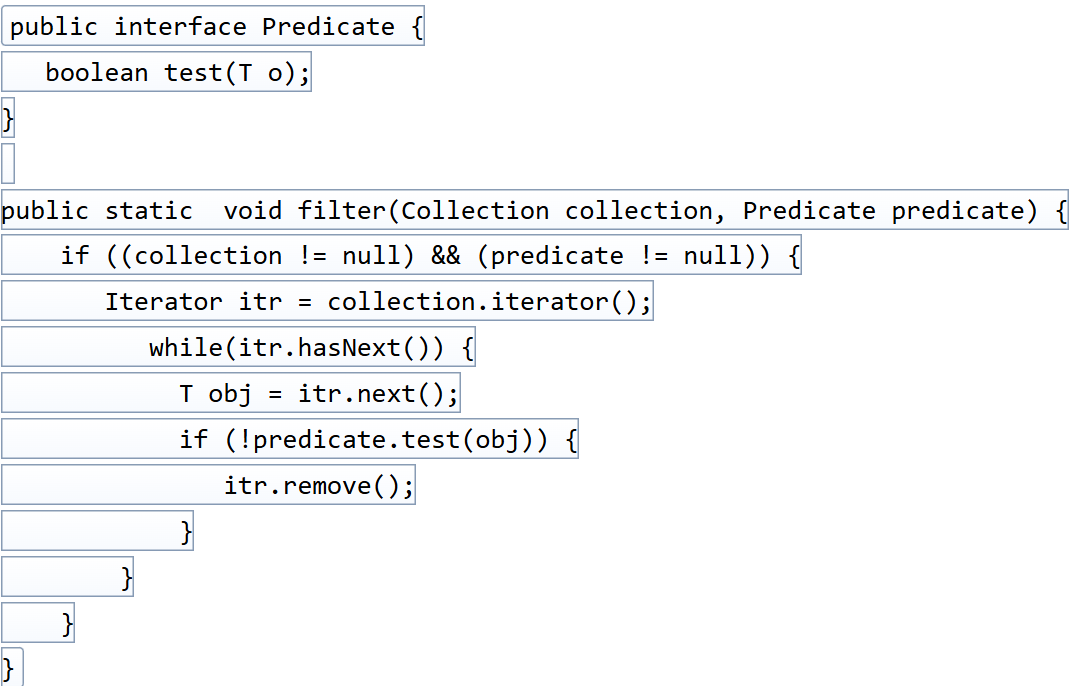 public interface Predicate {
   boolean test(T o);
}

public static  void filter(Collection collection, Predicate predicate) {
    if ((collection != null) && (predicate != null)) {
       Iterator itr = collection.iterator();
          while(itr.hasNext()) {
            T obj = itr.next();
            if (!predicate.test(obj)) {
               itr.remove();
            }
        }
    }
}